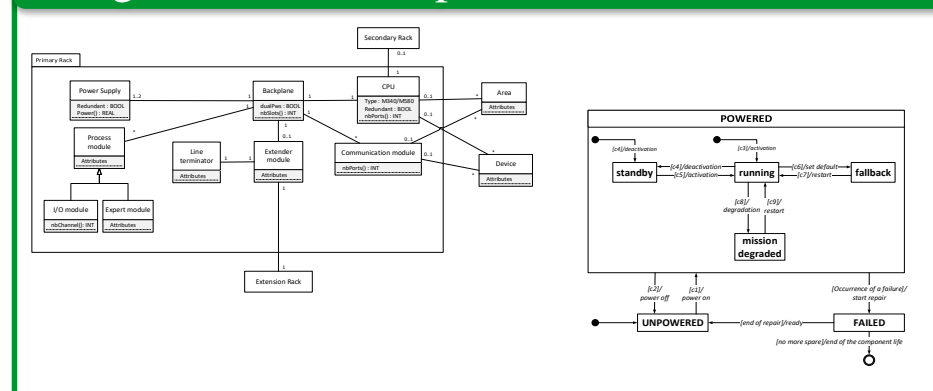 Secondary Rack
0..1
Primary Rack
1
Power Supply
Redundant : BOOL
Power() : REAL
1..2
1
Backplane
dualPws : BOOL
nbSlots() : INT
1
1
CPU
Type : M340/M580
Redundant : BOOL
nbPorts() : INT
0..1
*
Area
Attributes
1
1
0..1
*
Process module
Attributes
*
1
0..1
*
0..1
Line terminator
Attributes
1
1
Extender module
Attributes
Communication module
nbPorts() : INT
0..1
*
*
Device
Attributes
I/O module
nbChannel(): INT
Expert module
Attributes
1
1
Extension Rack
POWERED
[c4]/deactivation
[c3]/activation
standby
[c4]/deactivation
[c5]/activation
running
[c6]/set default
[c7]/restart
fallback
[c8]/
degradation
[c9]/
restart
mission
degraded
[c2]/
power off
[c1]/
power on
[Occurrence of a failure]/
start repair
UNPOWERED
[end of repair]/ready
FAILED
[no more spare]/end of the component life